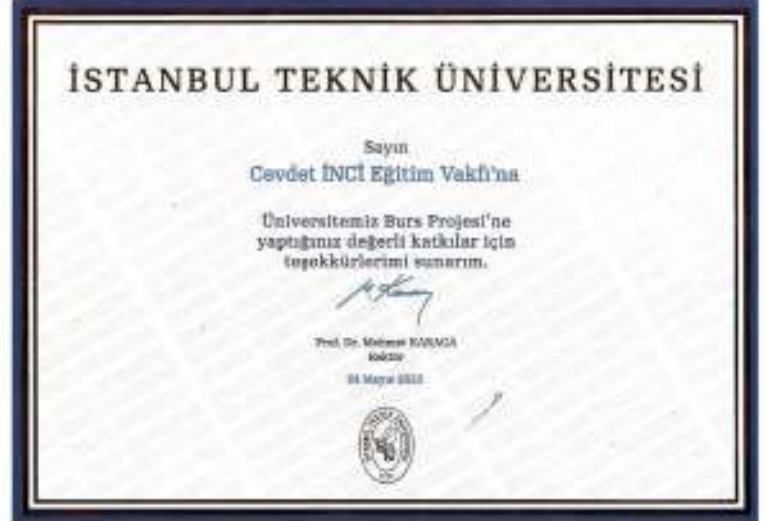 İSTANBUL TEKNİK ÜNİVERSİTESİ
Sayın
Cevdet İNCİ Eğitim Vakfı'na
Üniversitemiz Burs Projesi'ne
yaptığınız değerli katkılar için
teşekkürlerimi sunarım.
Prof. Dr. Mehmet KARACA
Rektör
Mayıs